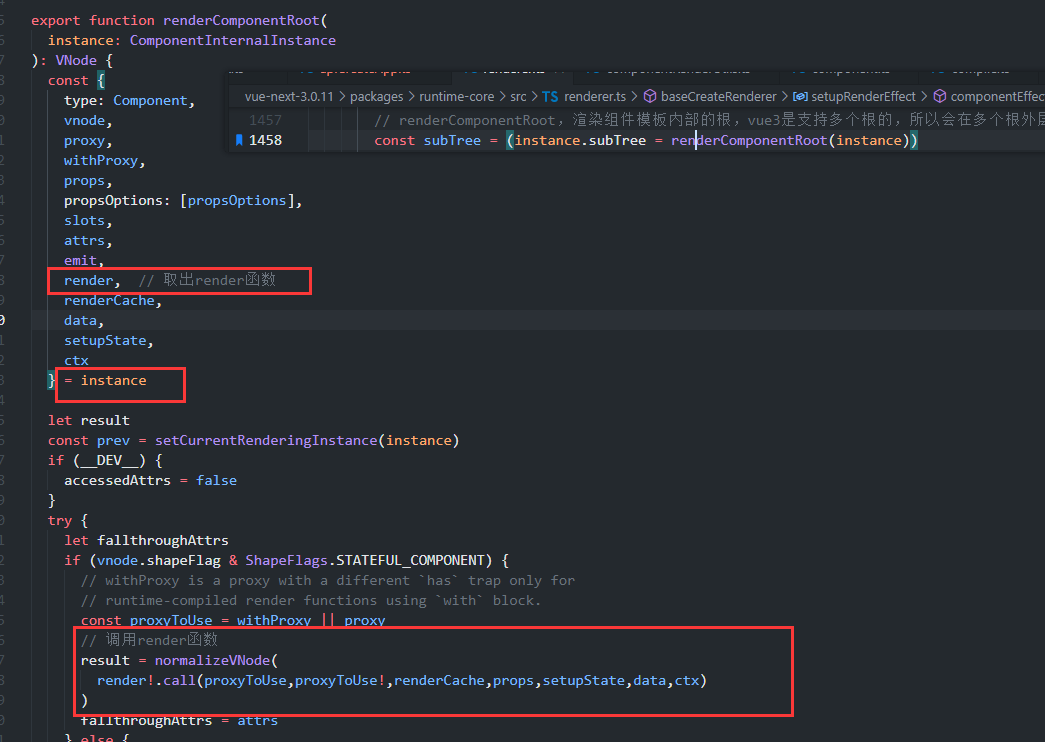 export function renderComponentRoot(
instance: ComponentInternalInstance
): VNode {
const {
type: Component,
vue-next-3.0.11 > packages > runtime-core > src > TS renderer.ts > baseCreateRenderer > setupRenderEffect > componentEffec
1457 // renderComponentRoot, 渲染组件模板内部的根，vue3是支持多个根的，所以会在多个根外层
1458 const subTree = (instance.subTree = renderComponentRoot(instance))
vnode,
proxy,
withProxy,
props,
propsOptions: [propsOptions],
slots,
attrs,
emit,
render, // 取出render函数
renderCache,
data,
setupState,
ctx
} = instance
let result
const prev = setCurrentRenderingInstance(instance)
if (__DEV__) {
accessedAttrs = false
}
try {
let fallthroughAttrs
if (vnode.shapeFlag & ShapeFlags.STATEFUL_COMPONENT) {
// withProxy is a proxy with a different `has` trap only for
// runtime-compiled render functions using `with` block.
const proxyToUse = withProxy || proxy
// 调用render函数
result = normalizeVNode(
render!.call(proxyToUse,proxyToUse!,renderCache,props,setupState,data,ctx)
)
fallthroughAttrs = attrs
} else {